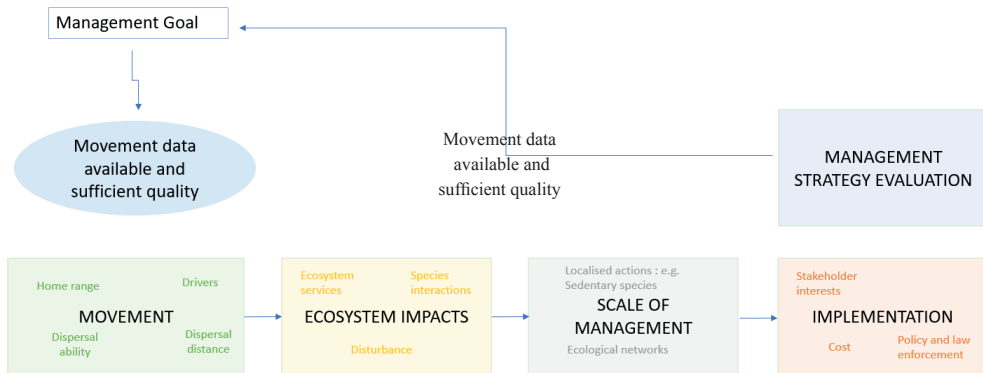 Management Goal
Movement data
available and
sufficient quality
Movement data
available and
sufficient quality
MANAGEMENT
STRATEGY EVALUATION
Home range
Drivers
MOVEMENT
Dispersal
ability
Dispersal
distance
Ecosystem
services
Species
interactions
ECOSYSTEM IMPACTS
Disturbance
Localised actions : e.g.
Sedentary species
SCALE OF
MANAGEMENT
Ecological networks
Stakeholder
interests
IMPLEMENTATION
Cost
Policy and law
enforcement